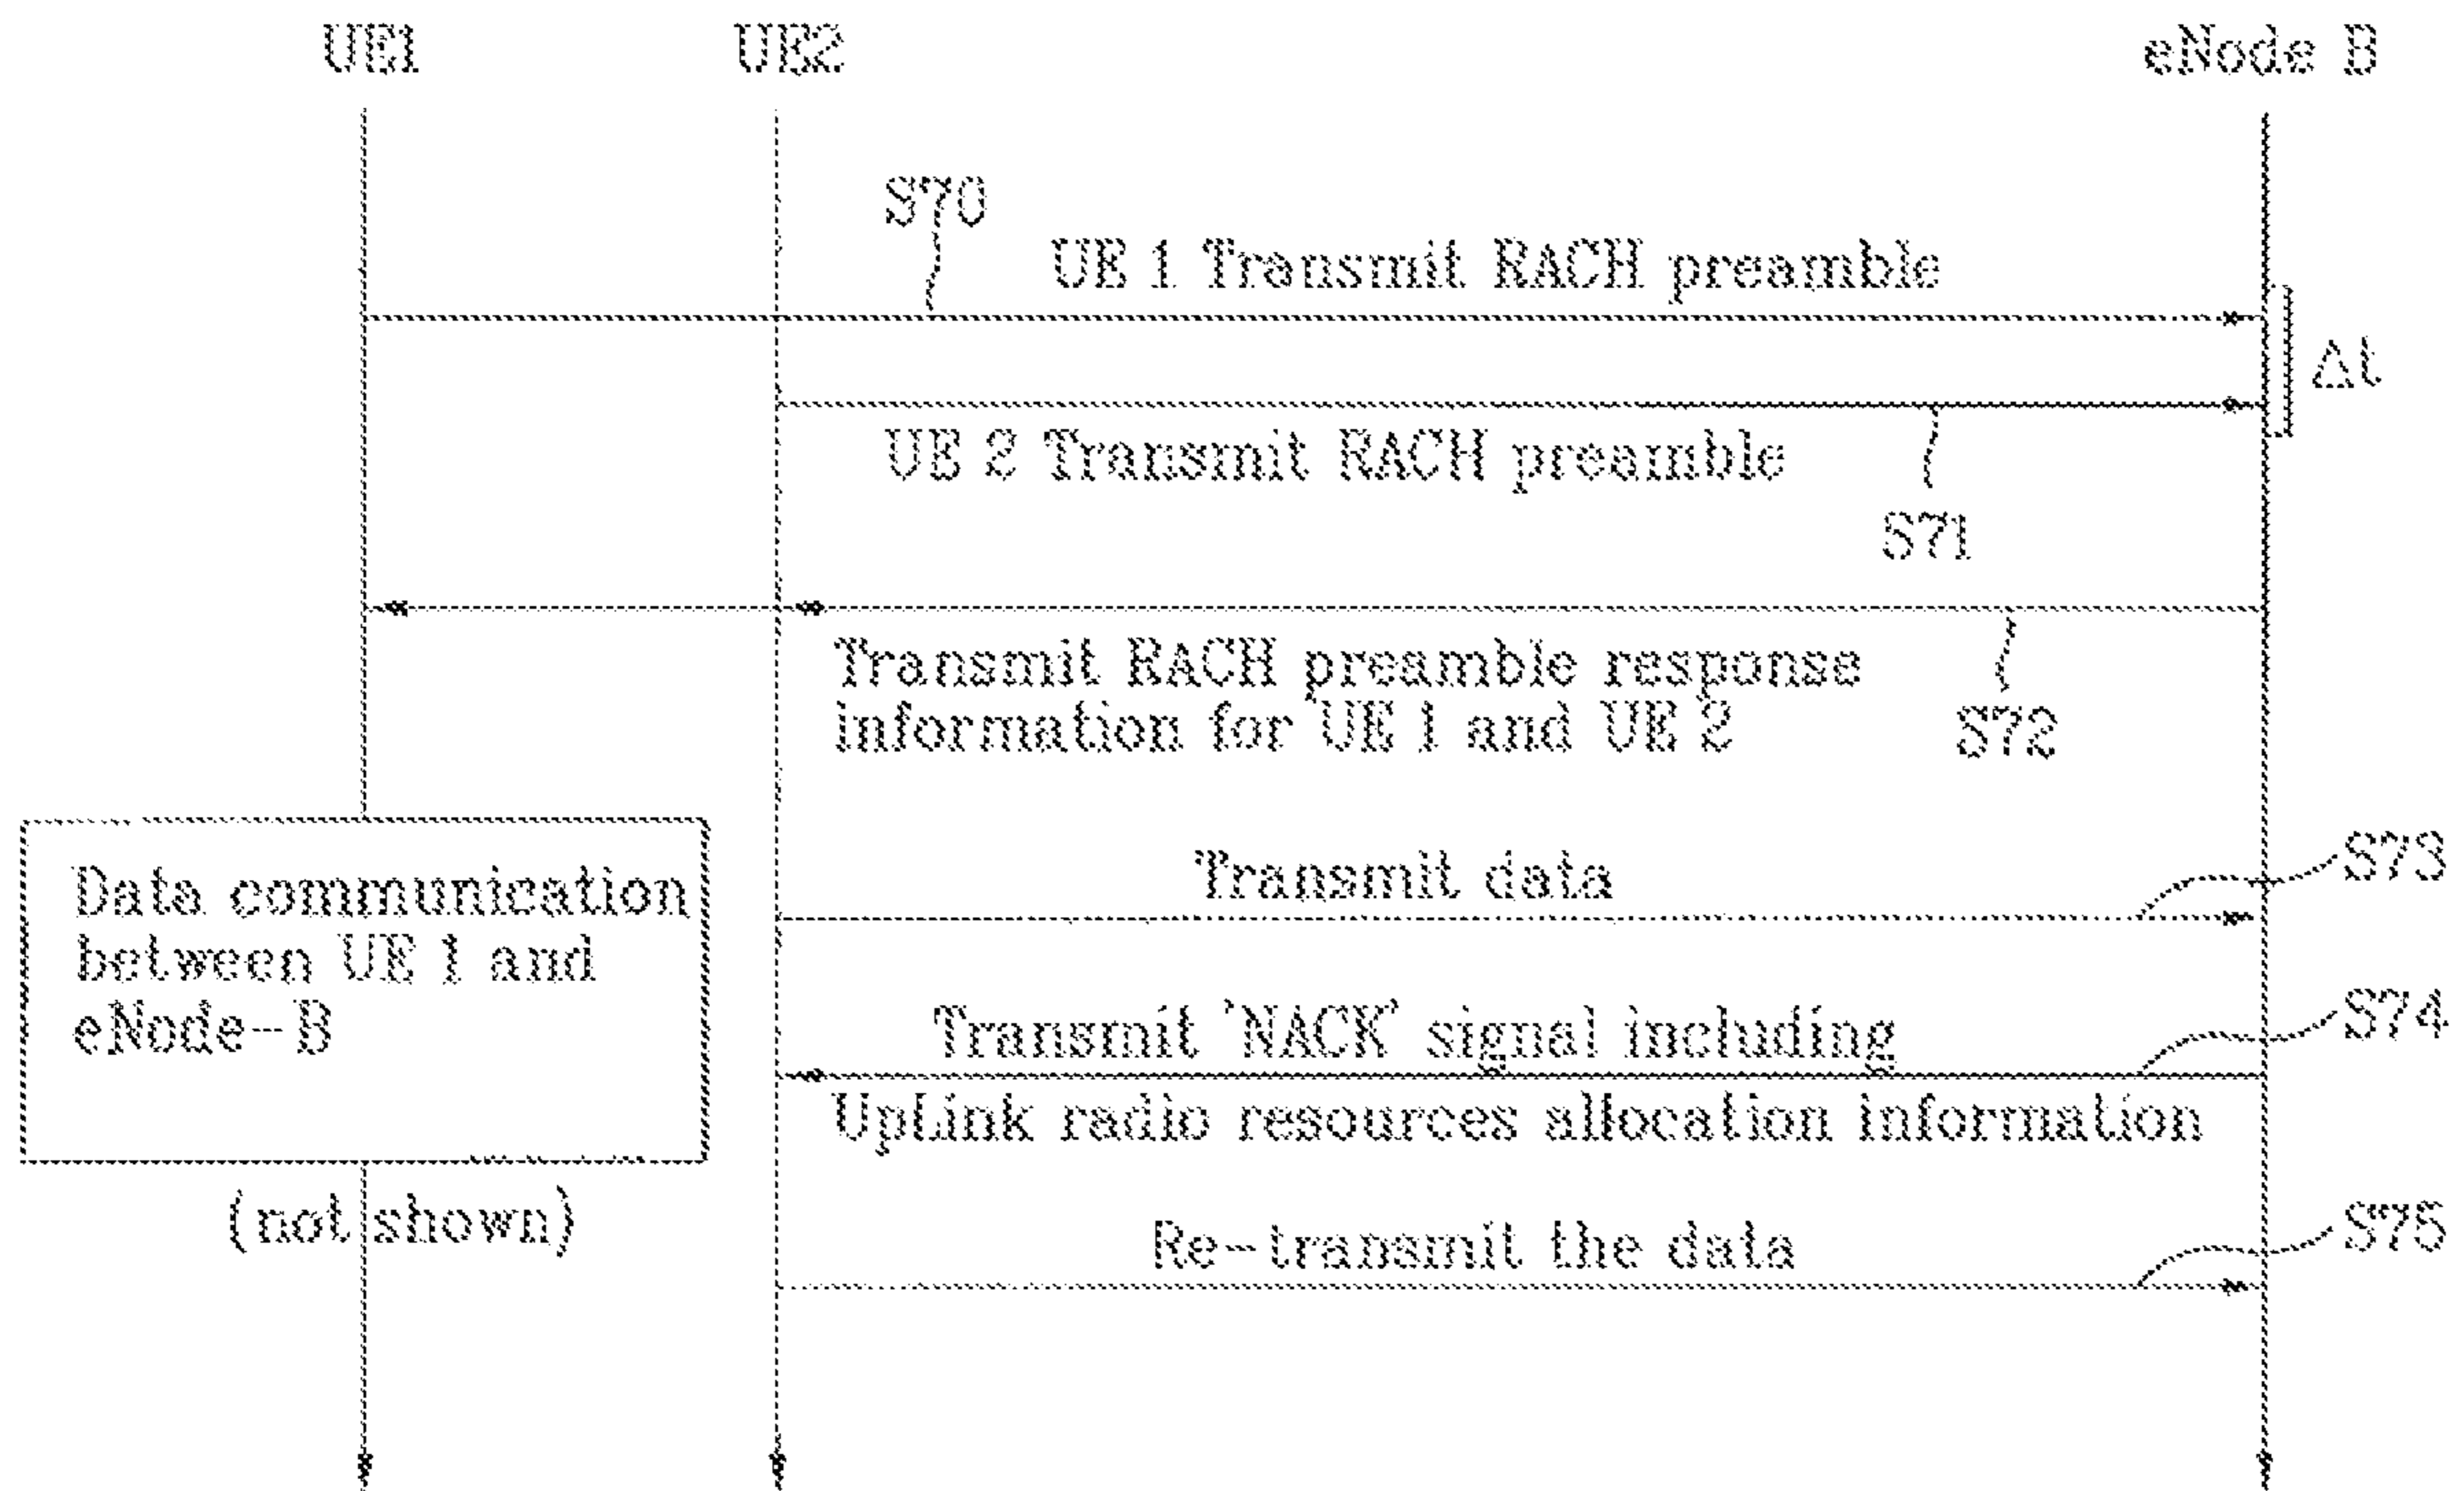 UE1
UE2
eNode B
S70
UE 1 Transmit RACH preamble
Δt
UE 2 Transmit RACH preamble
S71
Transmit RACH preamble response
information for UE 1 and UE 2
S72
Data communication
between UE 1 and
eNode-B
(not shown)
Transmit data
S73
Transmit 'NACK' signal including
S74
UpLink radio resources allocation information
Re-transmit the data
S75